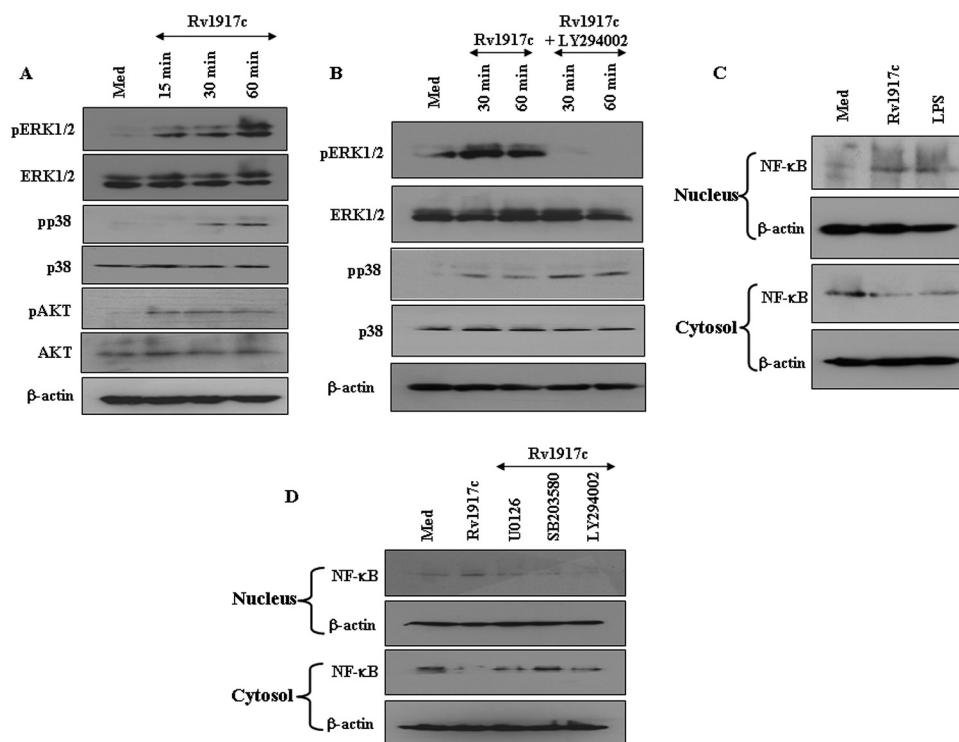 A
Rv1917c
Med
15 min
30 min
60 min
pERK1/2
ERK1/2
pp38
p38
pAKT
AKT
β-actin
B
Rv1917c
Rv1917c
+ LY294002
Med
30 min
60 min
30 min
60 min
pERK1/2
ERK1/2
pp38
p38
β-actin
C
Med
Rv1917c
LPS
Nucleus
NF-κB
β-actin
Cytosol
NF-κB
β-actin
D
Rv1917c
Med
Rv1917c
U0126
SB203580
LY294002
Nucleus
NF-κB
β-actin
Cytosol
NF-κB
β-actin